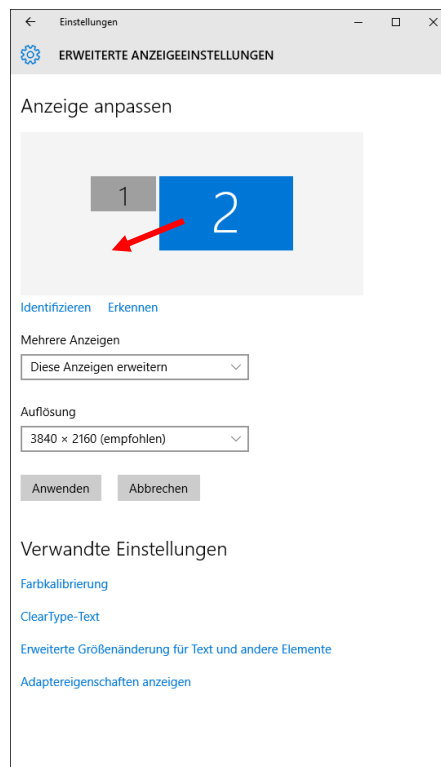 Einstellungen
ERWEITERTE ANZEIGEEINSTELLUNGEN
Anzeige anpassen
1
2
Identifizieren Erkennen
Mehrere Anzeigen
Diese Anzeigen erweitern
Auflösung
3840 × 2160 (empfohlen)
Anwenden Abbrechen
Verwandte Einstellungen
Farbkalibrierung
ClearType-Text
Erweiterte Größenänderung für Text und andere Elemente
Adaptereigenschaften anzeigen